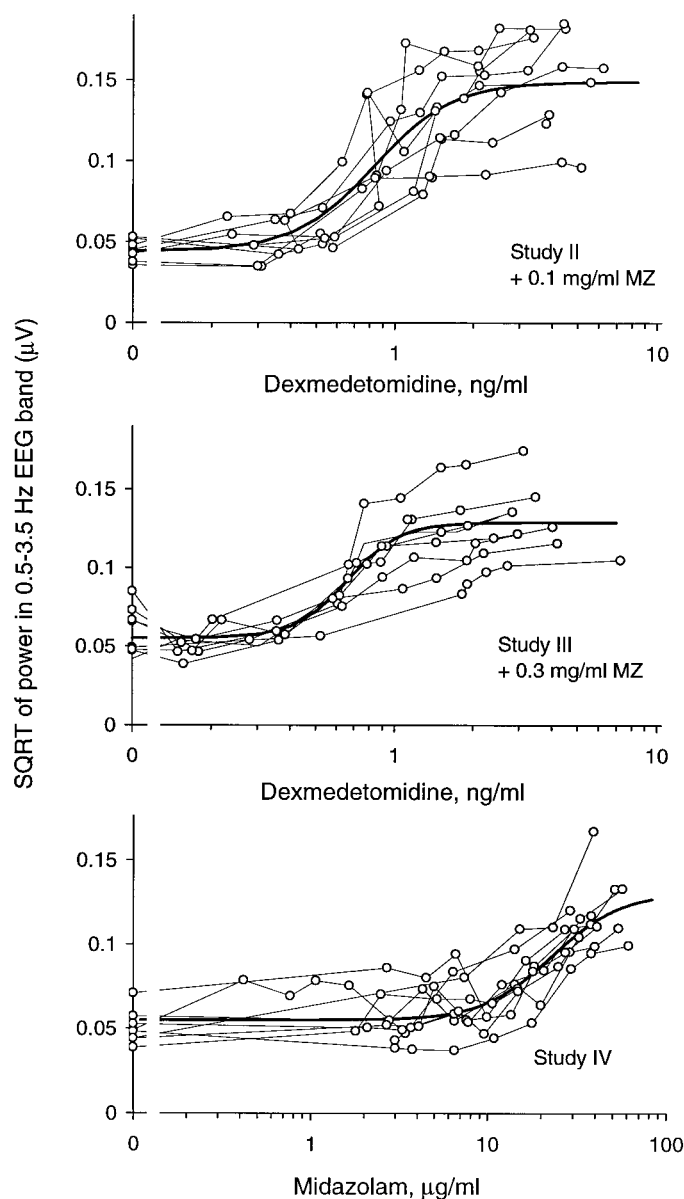 SQRT of power in 0.5-3.5 Hz EEG band (μV)
0.15
0.1
0.05
0
Study II
+ 0.1 mg/ml MZ
0 1 10
Dexmedetomidine, ng/ml
0.15
0.1
0.05
0
Study III
+ 0.3 mg/ml MZ
0 1 10
Dexmedetomidine, ng/ml
0.15
0.1
0.05
0
Study IV
0 1 10 100
Midazolam, μg/ml